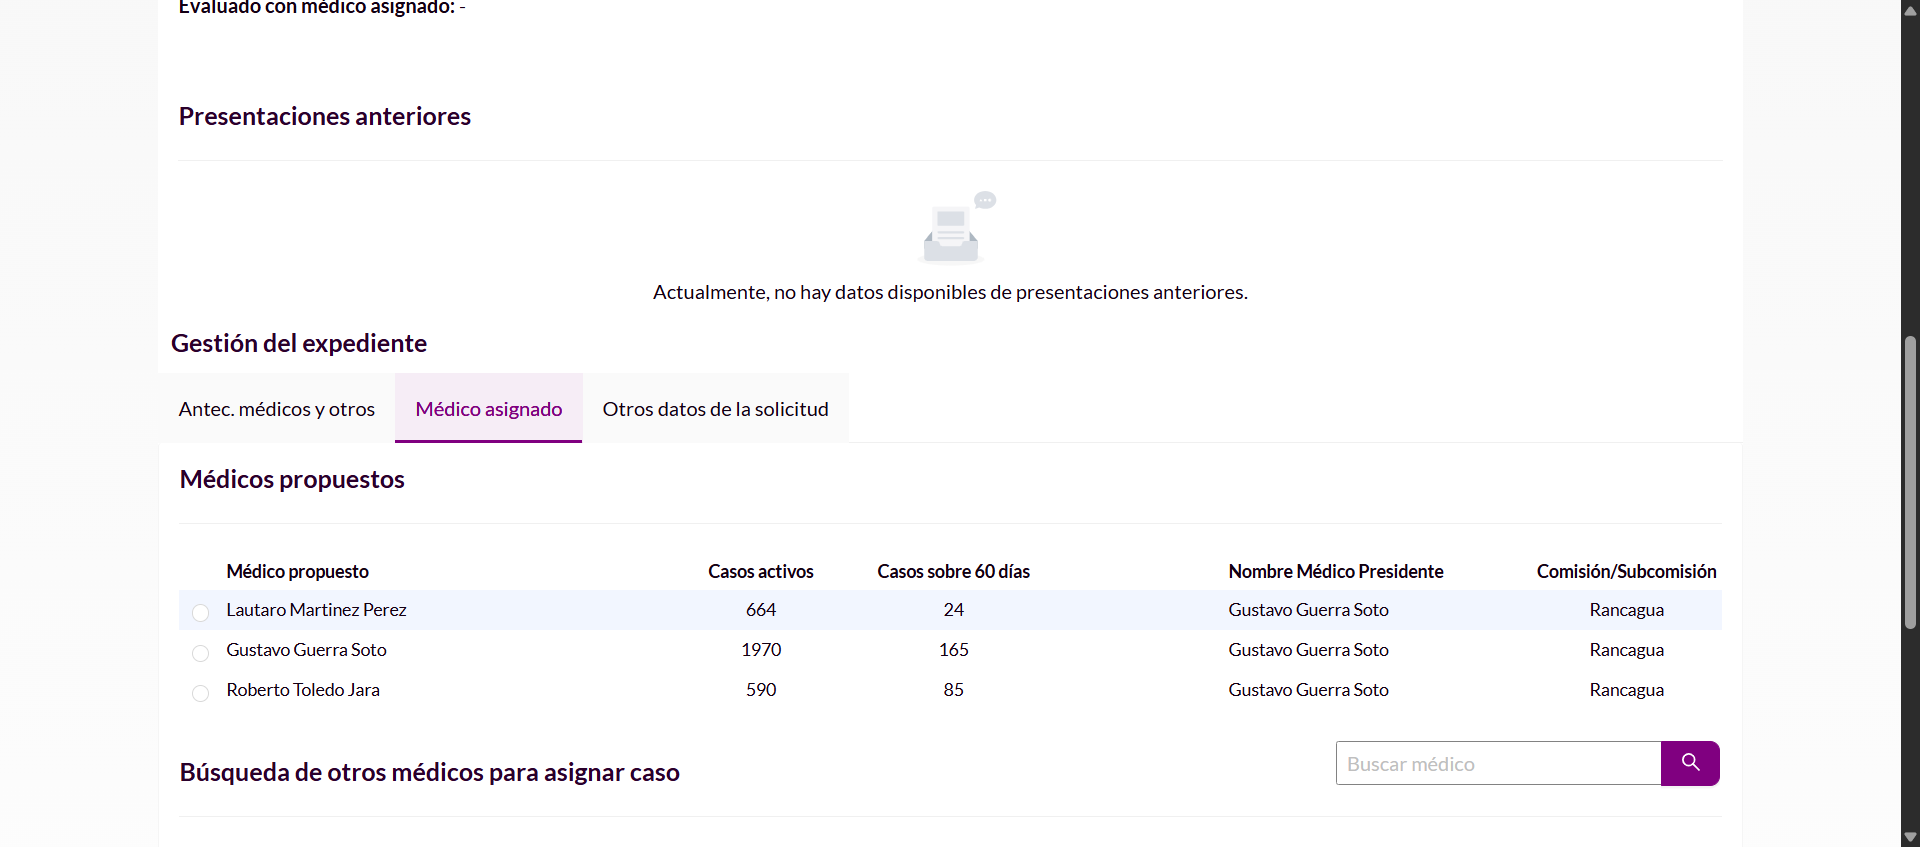 Evaluado con médico asignado: -
Presentaciones anteriores
Actualmente, no hay datos disponibles de presentaciones anteriores.
Gestión del expediente
Antec. médicos y otros Médico asignado Otros datos de la solicitud
Médicos propuestos
Médico propuesto Casos activos Casos sobre 60 días Nombre Médico Presidente Comisión/Subcomisión
Lautaro Martinez Perez 664 24 Gustavo Guerra Soto Rancagua
Gustavo Guerra Soto 1970 165 Gustavo Guerra Soto Rancagua
Roberto Toledo Jara 590 85 Gustavo Guerra Soto Rancagua
Búsqueda de otros médicos para asignar caso Buscar médico